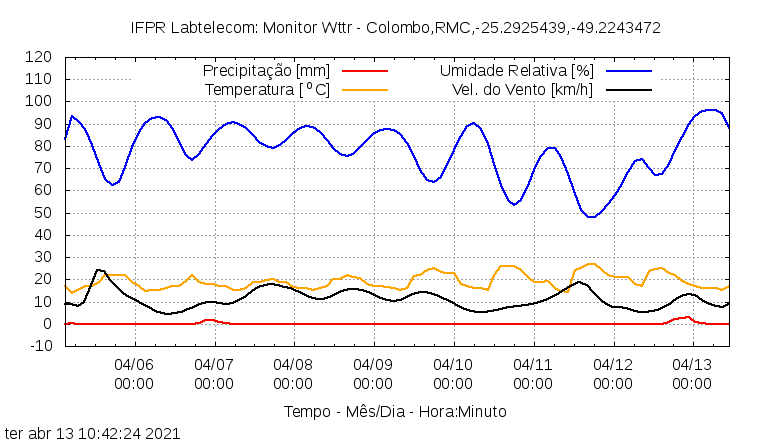 IFPR Labtelecom: Monitor Wttr - Colombo,RMC,-25.2925439,-49.2243472
Precipitação [mm]
Temperatura [⁰C]
Umidade Relativa [%]
Vel. do Vento [km/h]
120
110
100
90
80
70
60
50
40
30
20
10
0
-10
04/06 04/07 04/08 04/09 04/10 04/11 04/12 04/13
00:00 00:00 00:00 00:00 00:00 00:00 00:00 00:00
Tempo - Mês/Dia - Hora:Minuto
ter abr 13 10:42:24 2021